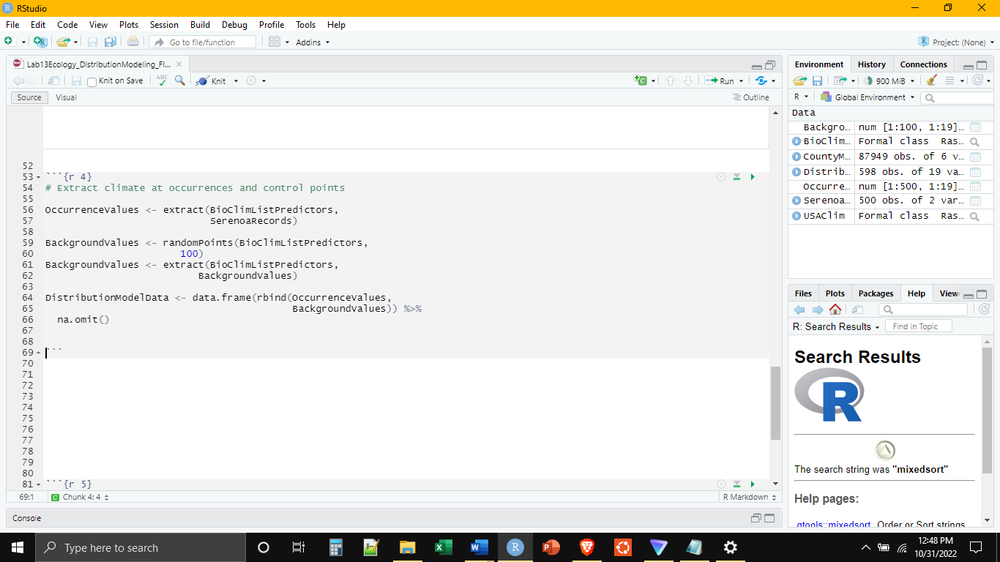 RStudio
File Edit Code View Plots Session Build Debug Profile Tools Help
Go to file/function Addins Project: (None)
Lab13Ecology_DistributionModeling_Fl...
Knit on Save ABC Knit Run
Source Visual Outline
52
53 ```{r 4}
54 # Extract climate at occurrences and control points
55
56 OccurrenceValues <- extract(BioClimListPredictors,
57 SerenoaRecords)
58
59 BackgroundValues <- randomPoints(BioClimListPredictors,
60 100)
61 BackgroundValues <- extract(BioClimListPredictors,
62 BackgroundValues)
63
64 DistributionModelData <- data.frame(rbind(OccurrenceValues,
65 BackgroundValues)) %>%
66 na.omit()
67
68
69 ```
70
71
72
73
74
75
76
77
78
79
80
81 ```{r 5}
69:1 C Chunk 4: 4 R Markdown
Console
Environment History Connections
900 MiB
R Global Environment
Data
Backgro... num [1:100, 1:19]...
BioClim... Formal class Ras...
CountyM... 87949 obs. of 6 v...
Distrib... 598 obs. of 19 va...
Occurre... num [1:500, 1:19]...
Serenoa... 500 obs. of 2 var...
USAClim Formal class Ras...
Files Plots Packages Help View
R: Search Results Find in Topic
Search Results
R
The search string was "mixedsort"
Help pages:
gtools::mixedsort Order or Sort strings
Type here to search
12:48 PM
10/31/2022